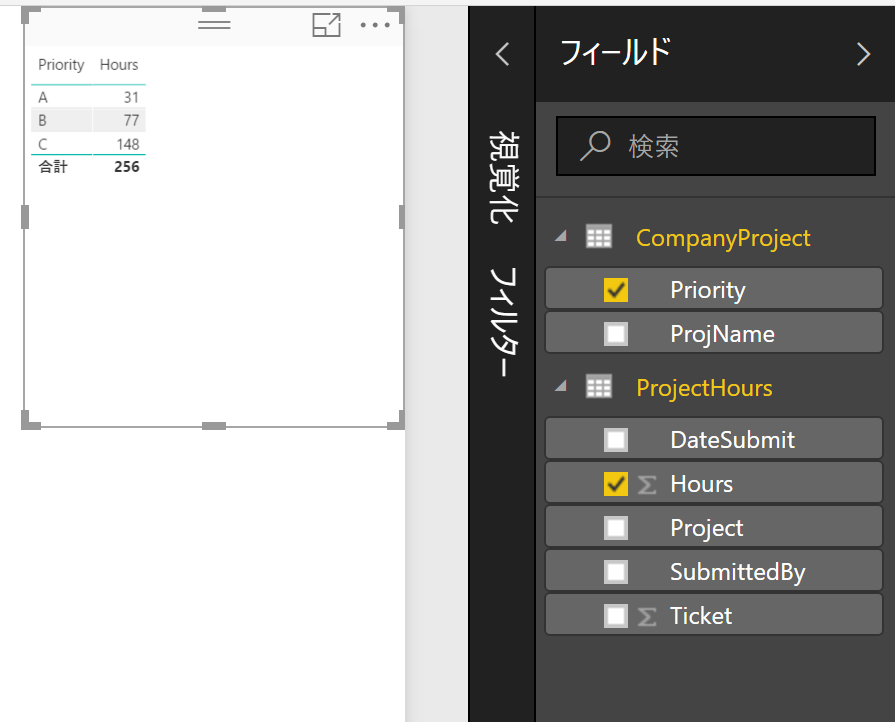 Priority Hours
A 31
B 77
C 148
合計 256
視覚化
フィルター
フィールド
検索
CompanyProject
Priority
ProjName
ProjectHours
DateSubmit
Hours
Project
SubmittedBy
Ticket